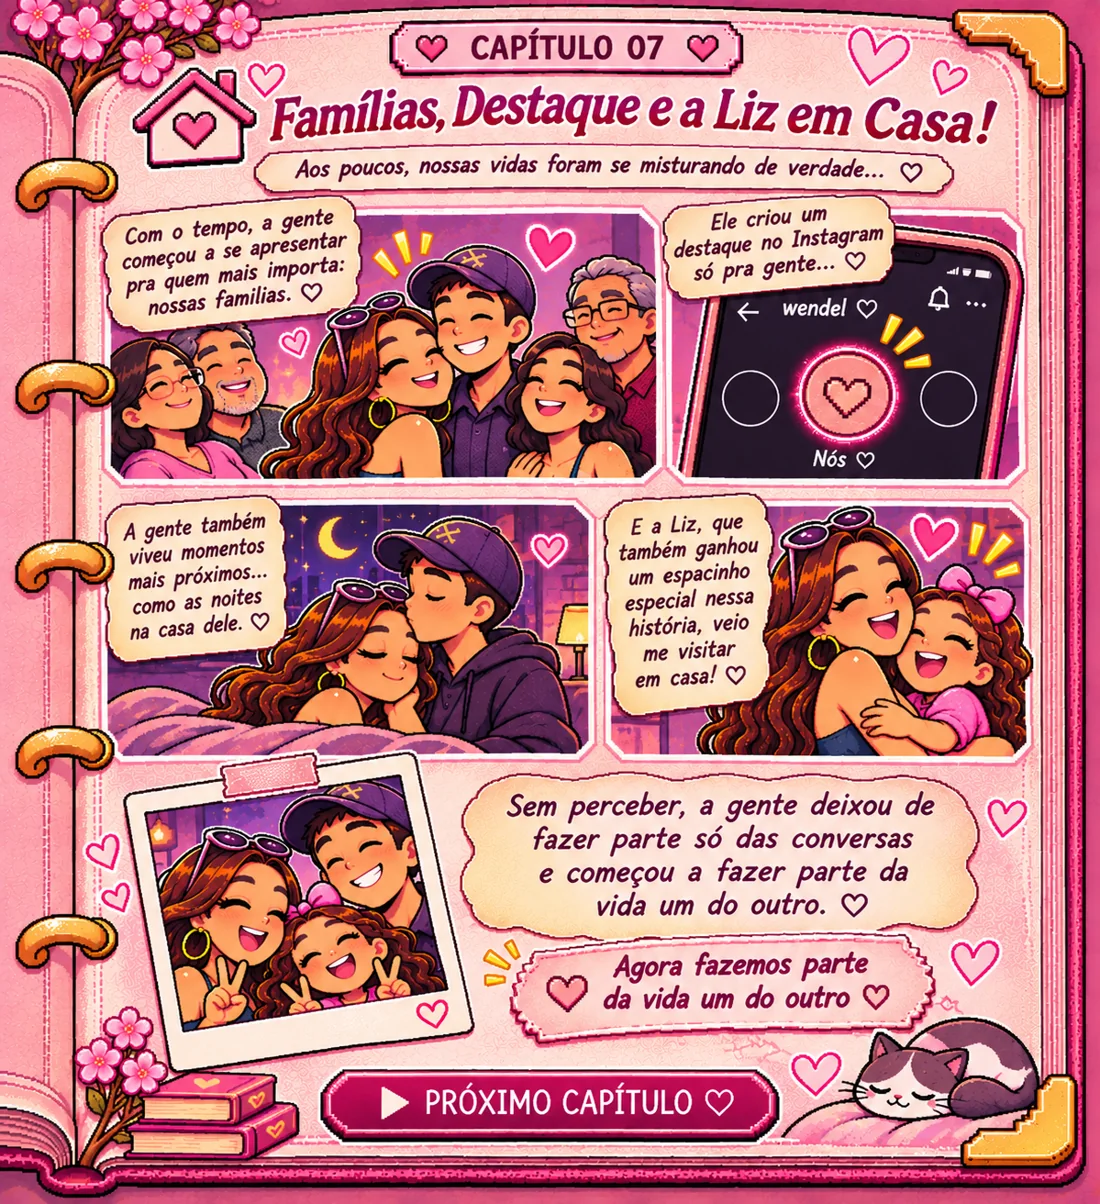 CAPÍTULO 07
Famílias, Destaque e a Liz em Casa!
Aos poucos, nossas vidas foram se misturando de verdade... ♡
Com o tempo, a gente
começou a se apresentar
pra quem mais importa:
nossas famílias. ♡
Ele criou um
destaque no Instagram
só pra gente... ♡
wendel ♡
Nós ♡
A gente também
viveu momentos
mais próximos...
como as noites
na casa dele. ♡
E a Liz, que
também ganhou
um espacinho
especial nessa
história, veio
me visitar
em casa! ♡
Sem perceber, a gente deixou de
fazer parte só das conversas
e começou a fazer parte da
vida um do outro. ♡
Agora fazemos parte
da vida um do outro ♡
PRÓXIMO CAPÍTULO ♡